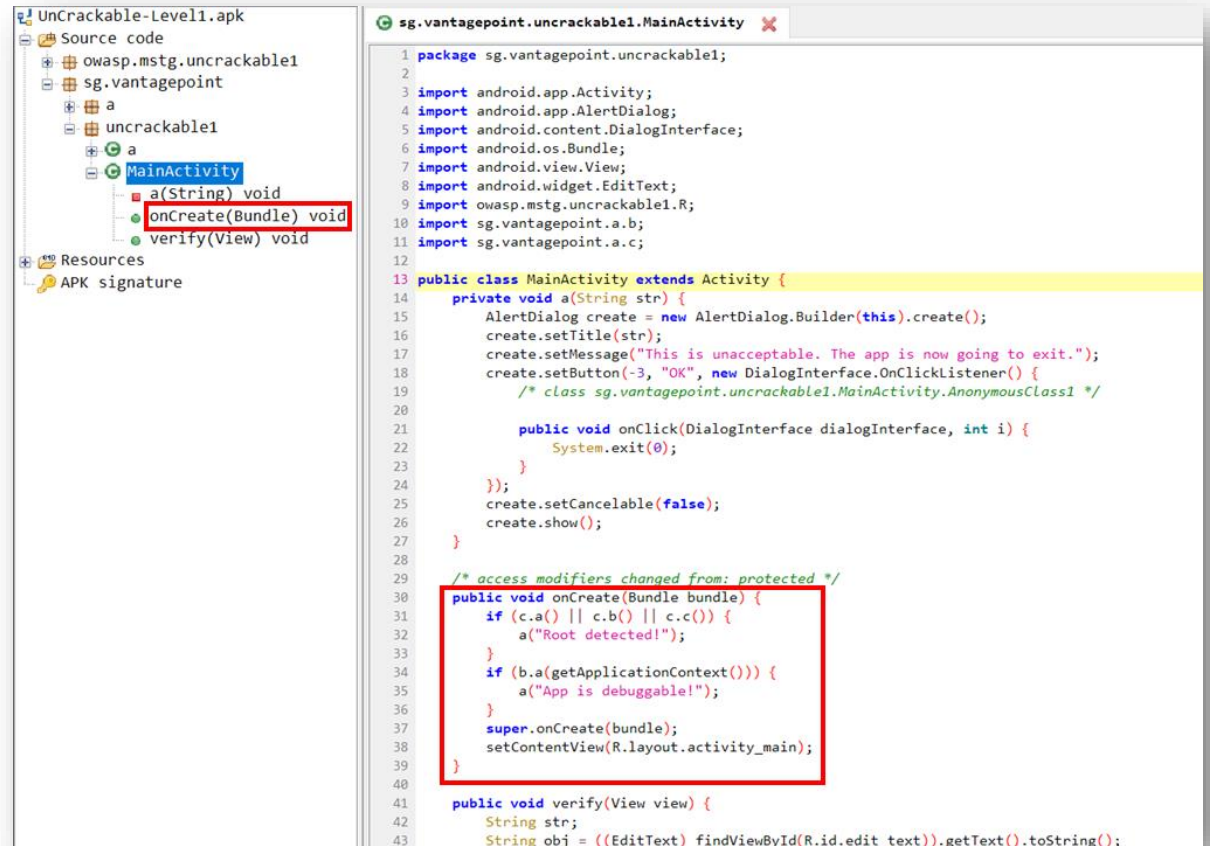 UnCrackable-Level1.apk
Source code
owasp.mstg.uncrackable1
sg.vantagepoint
a
uncrackable1
a
MainActivity
a(String) void
onCreate(Bundle) void
verify(View) void
Resources
APK signature
sg.vantagepoint.uncrackable1.MainActivity
1 package sg.vantagepoint.uncrackable1;
2
3 import android.app.Activity;
4 import android.app.AlertDialog;
5 import android.content.DialogInterface;
6 import android.os.Bundle;
7 import android.view.View;
8 import android.widget.EditText;
9 import owasp.mstg.uncrackable1.R;
10 import sg.vantagepoint.a.b;
11 import sg.vantagepoint.a.c;
12
13 public class MainActivity extends Activity {
14     private void a(String str) {
15         AlertDialog create = new AlertDialog.Builder(this).create();
16         create.setTitle(str);
17         create.setMessage("This is unacceptable. The app is now going to exit.");
18         create.setButton(-3, "OK", new DialogInterface.OnClickListener() {
19             /* class sg.vantagepoint.uncrackable1.MainActivity.AnonymousClass1 */
20
21             public void onClick(DialogInterface dialogInterface, int i) {
22                 System.exit(0);
23             }
24         });
25         create.setCancelable(false);
26         create.show();
27     }
28
29     /* access modifiers changed from: protected */
30     public void onCreate(Bundle bundle) {
31         if (c.a() || c.b() || c.c()) {
32             a("Root detected!");
33         }
34         if (b.a(getApplicationContext())) {
35             a("App is debuggable!");
36         }
37         super.onCreate(bundle);
38         setContentView(R.layout.activity_main);
39     }
40
41     public void verify(View view) {
42         String str;
43         String obj = ((EditText) findViewById(R.id.edit_text)).getText().toString();